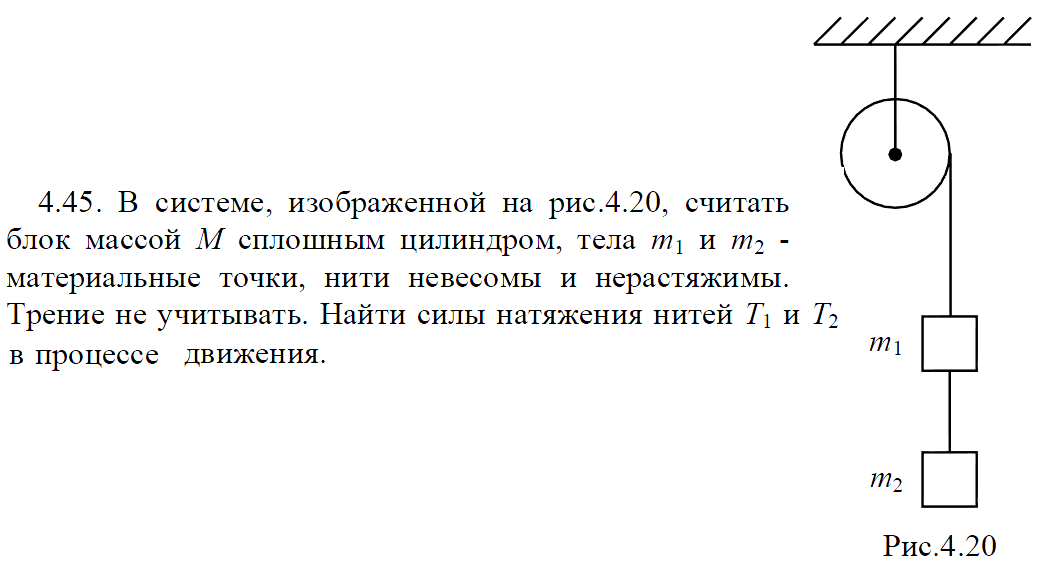 4.45. В системе, изображенной на рис.4.20, считать
блок массой M сплошным цилиндром, тела m₁ и m₂ -
материальные точки, нити невесомы и нерастяжимы.
Трение не учитывать. Найти силы натяжения нитей T₁ и T₂
в процессе движения.
m₁
m₂
Рис.4.20